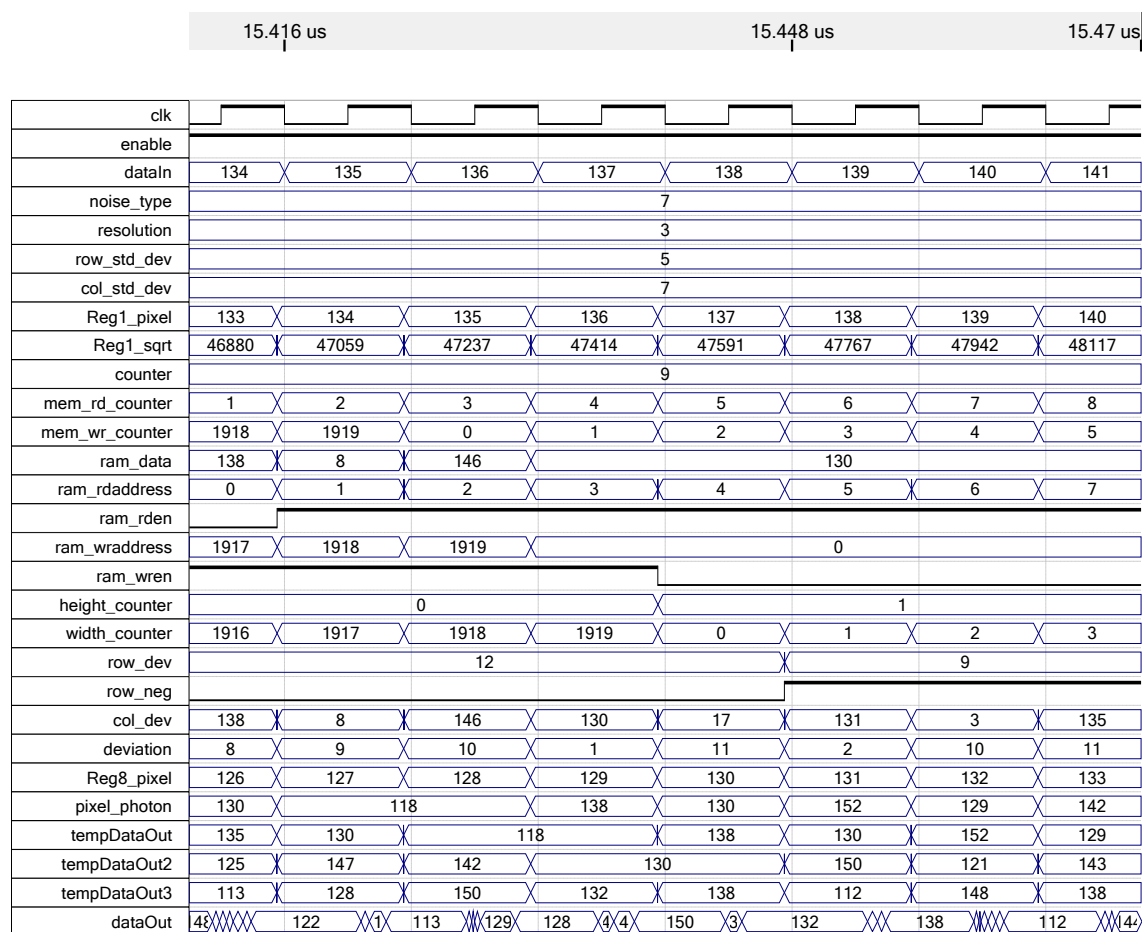 15.416 us 15.448 us 15.47 us
clk
enable
dataIn 134 135 136 137 138 139 140 141
noise_type 7
resolution 3
row_std_dev 5
col_std_dev 7
Reg1_pixel 133 134 135 136 137 138 139 140
Reg1_sqrt 46880 47059 47237 47414 47591 47767 47942 48117
counter 9
mem_rd_counter 1 2 3 4 5 6 7 8
mem_wr_counter 1918 1919 0 1 2 3 4 5
ram_data 138 8 146 130
ram_rdaddress 0 1 2 3 4 5 6 7
ram_rden
ram_wraddress 1917 1918 1919 0
ram_wren
height_counter 0 1
width_counter 1916 1917 1918 1919 0 1 2 3
row_dev 12 9
row_neg
col_dev 138 8 146 130 17 131 3 135
deviation 8 9 10 1 11 2 10 11
Reg8_pixel 126 127 128 129 130 131 132 133
pixel_photon 130 118 138 130 152 129 142
tempDataOut 135 130 118 138 130 152 129
tempDataOut2 125 147 142 130 150 121 143
tempDataOut3 113 128 150 132 138 112 148 138
dataOut 122 1 113 129 128 4 4 150 3 132 138 112